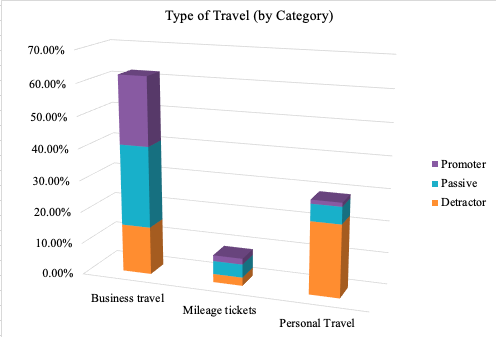 Type of Travel (by Category)
70.00%
60.00%
50.00%
40.00%
30.00%
20.00%
10.00%
0.00%
Business travel
Mileage tickets
Personal Travel
Promoter
Passive
Detractor